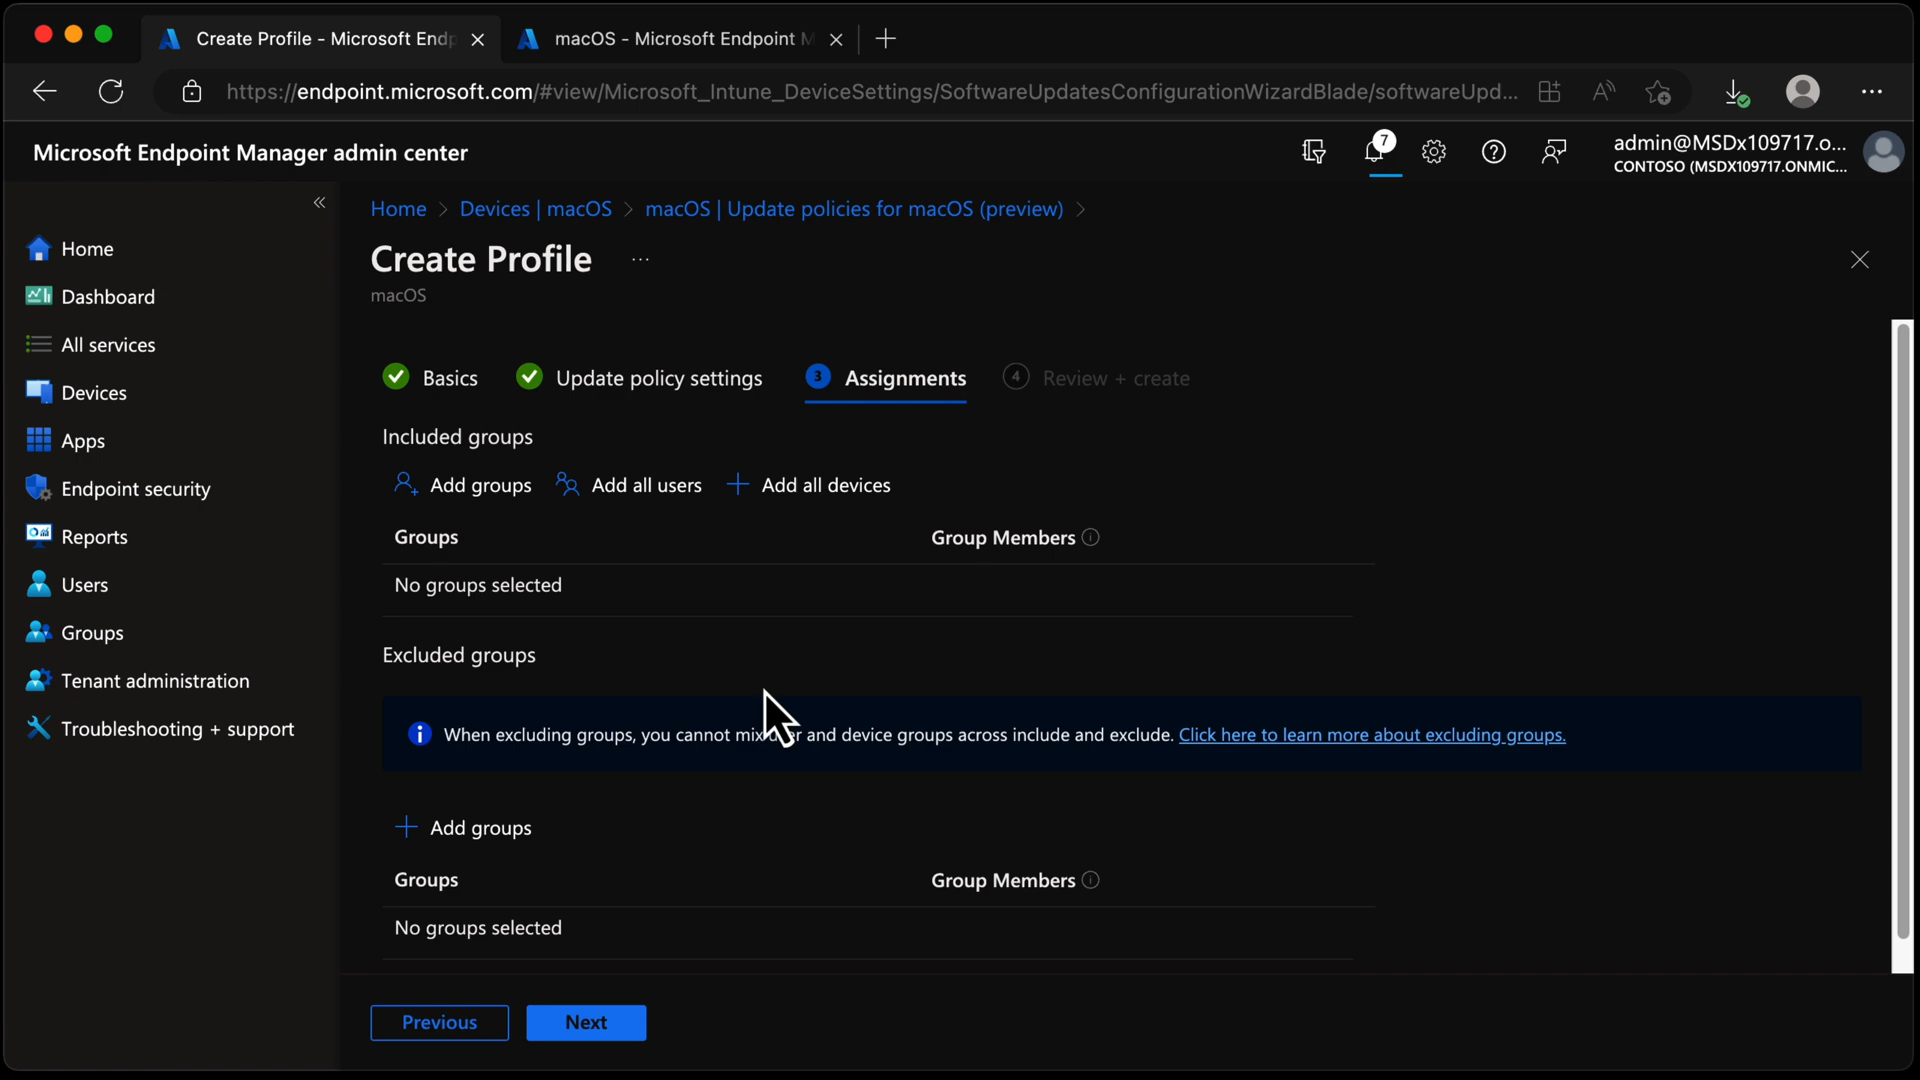 Create Profile - Microsoft Endp
macOS - Microsoft Endpoint M
https://endpoint.microsoft.com/#view/Microsoft_Intune_DeviceSettings/SoftwareUpdatesConfigurationWizardBlade/softwareUpd...
Microsoft Endpoint Manager admin center
7
admin@MSDx109717.o...
CONTOSO (MSDX109717.ONMIC...
«
Home > Devices | macOS > macOS | Update policies for macOS (preview) >
Create Profile ...
macOS
Home
Dashboard
All services
Devices
Apps
Endpoint security
Reports
Users
Groups
Tenant administration
Troubleshooting + support
Basics
Update policy settings
3 Assignments
4 Review + create
Included groups
Add groups
Add all users
Add all devices
Groups
Group Members
No groups selected
Excluded groups
When excluding groups, you cannot mix and device groups across include and exclude. Click here to learn more about excluding groups.
Add groups
Groups
Group Members
No groups selected
Previous
Next